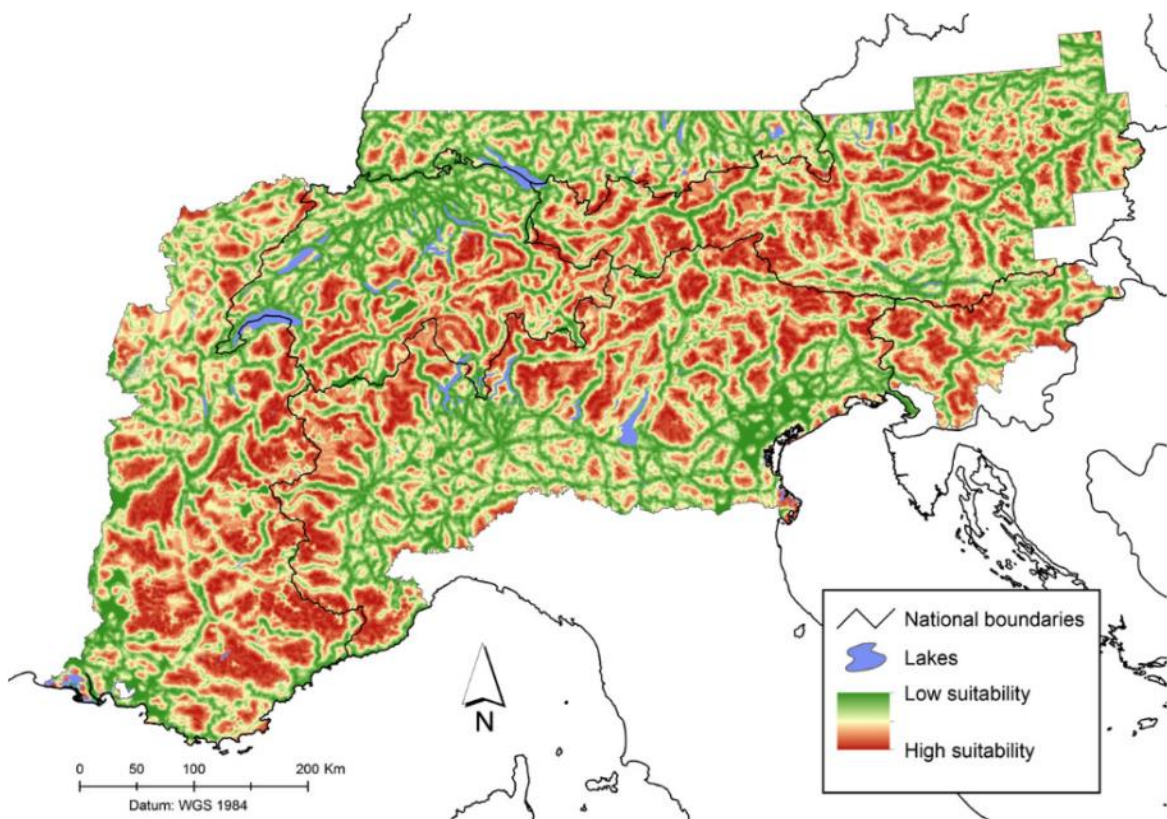 National boundaries
Lakes
Low suitability
High suitability
N
0 50 100 200 Km
Datum: WGS 1984